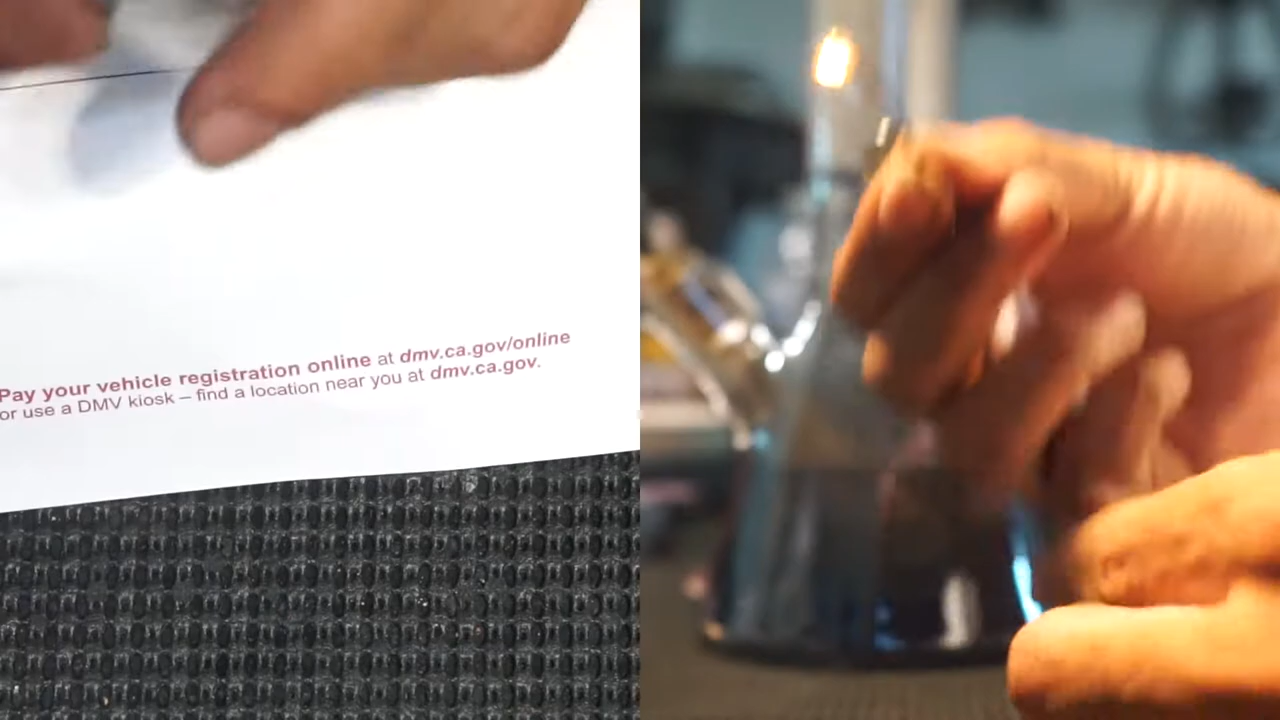 Pay your vehicle registration online at dmv.ca.gov/online
or use a DMV kiosk – find a location near you at dmv.ca.gov.